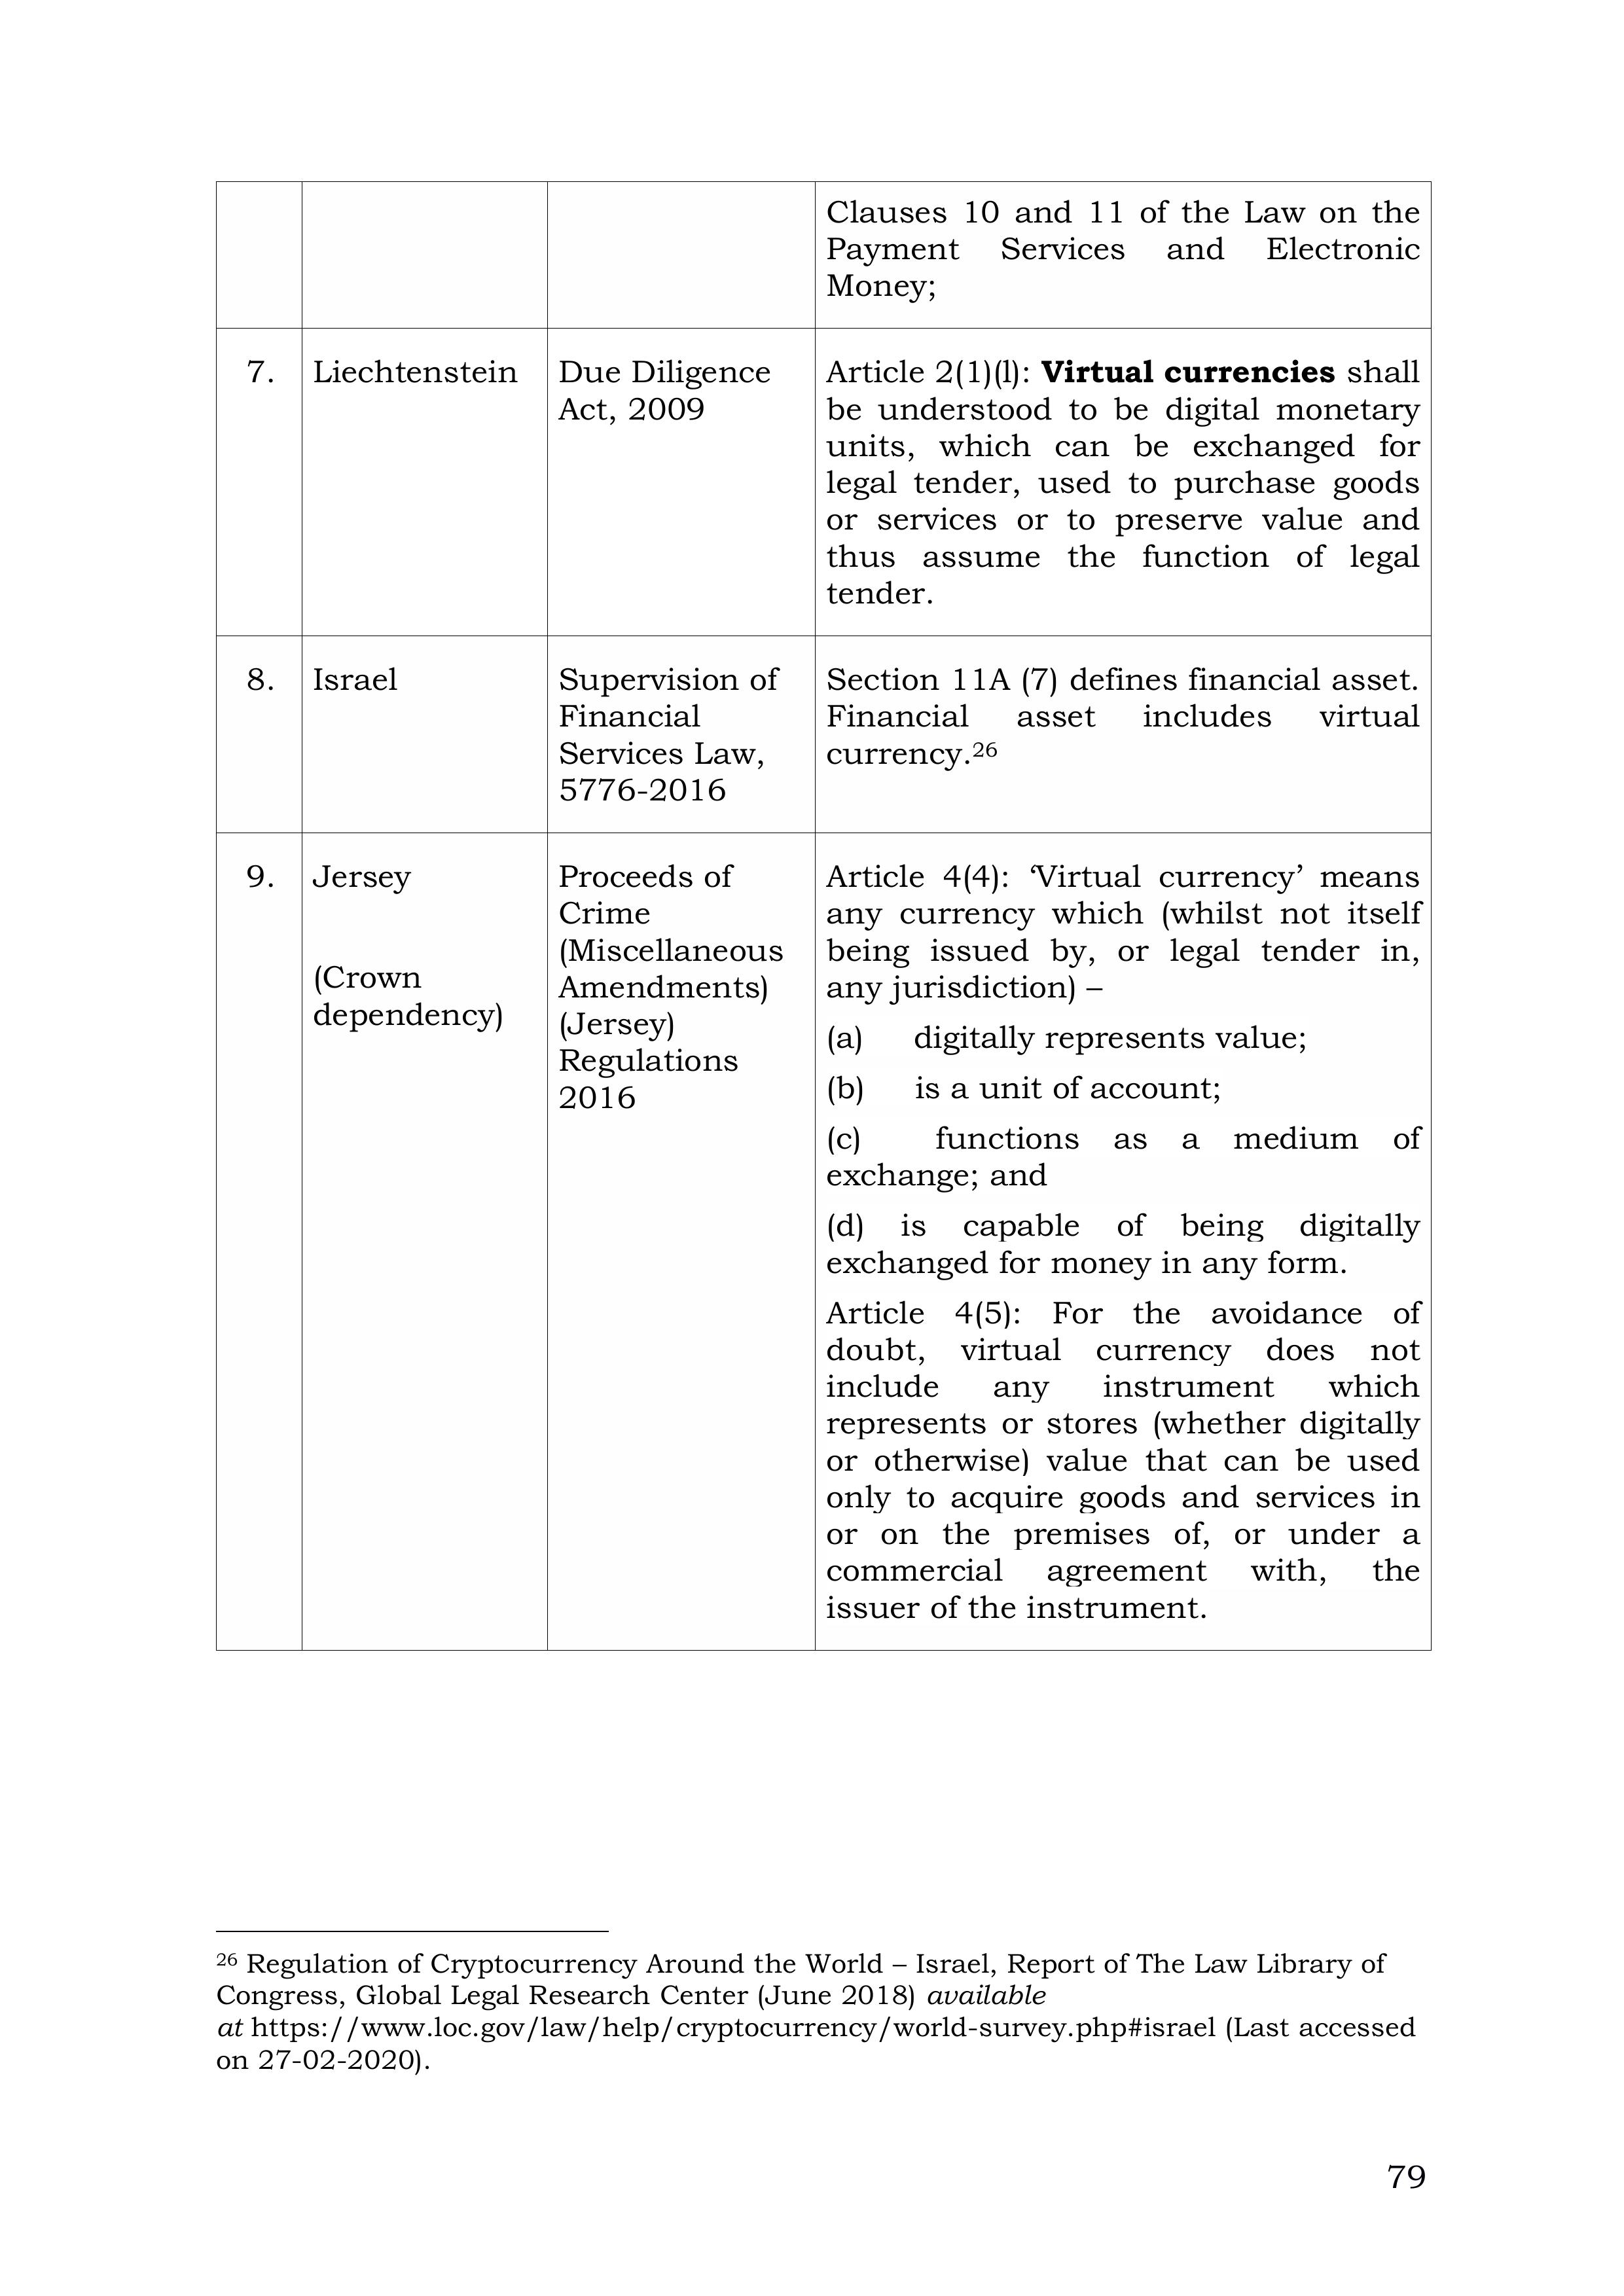 Clauses 10 and 11 of the Law on the
Payment Services and Electronic
Money;
7.
Liechtenstein
Due Diligence
Act, 2009
Article 2(1)(l): Virtual currencies shall
be understood to be digital monetary
units, which can be exchanged for
legal tender, used to purchase goods
or services or to preserve value and
thus assume the function of legal
tender.
8.
Israel
Supervision of
Financial
Services Law,
5776-2016
Section 11A (7) defines financial asset.
Financial asset includes virtual
currency.26
9.
Jersey
(Crown
dependency)
Proceeds of
Crime
(Miscellaneous
Amendments)
(Jersey)
Regulations
2016
Article 4(4): ‘Virtual currency’ means
any currency which (whilst not itself
being issued by, or legal tender in,
any jurisdiction) –
(a) digitally represents value;
(b) is a unit of account;
(c) functions as a medium of
exchange; and
(d) is capable of being digitally
exchanged for money in any form.
Article 4(5): For the avoidance of
doubt, virtual currency does not
include any instrument which
represents or stores (whether digitally
or otherwise) value that can be used
only to acquire goods and services in
or on the premises of, or under a
commercial agreement with, the
issuer of the instrument.
26 Regulation of Cryptocurrency Around the World – Israel, Report of The Law Library of
Congress, Global Legal Research Center (June 2018) available
at https://www.loc.gov/law/help/cryptocurrency/world-survey.php#israel (Last accessed
on 27-02-2020).
79